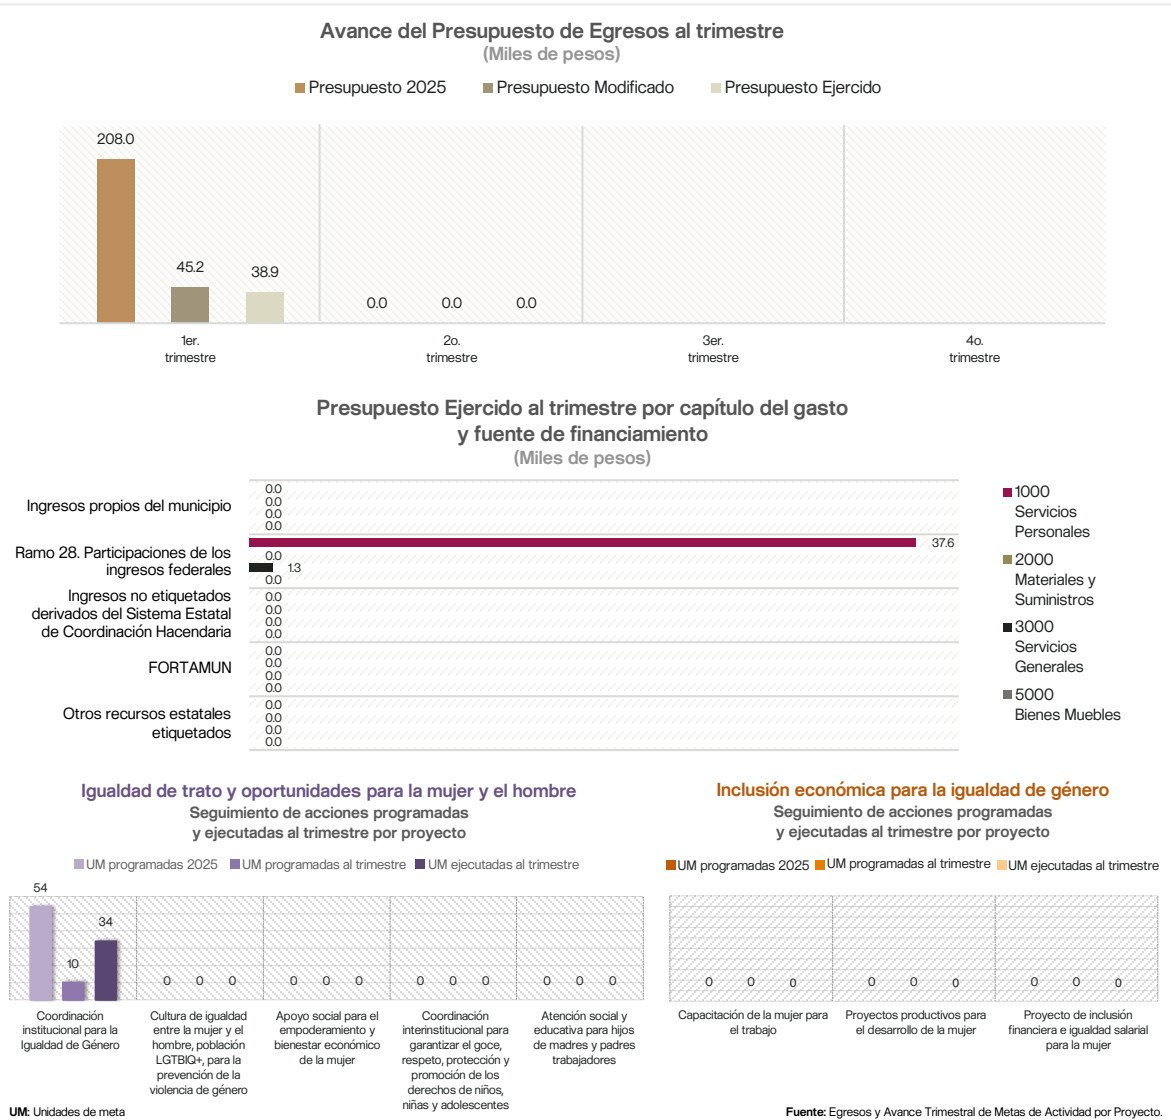 Avance del Presupuesto de Egresos al trimestre
(Miles de pesos)
Presupuesto 2025 Presupuesto Modificado Presupuesto Ejercido
208.0
45.2
38.9
0.0 0.0 0.0
1er.
trimestre
2o.
trimestre
3er.
trimestre
4o.
trimestre
Presupuesto Ejercido al trimestre por capítulo del gasto
y fuente de financiamiento
(Miles de pesos)
Ingresos propios del municipio
0.0
0.0
0.0
0.0
Ramo 28. Participaciones de los
ingresos federales
37.6
0.0
1.3
0.0
Ingresos no etiquetados
derivados del Sistema Estatal
de Coordinación Hacendaria
0.0
0.0
0.0
0.0
FORTAMUN
0.0
0.0
0.0
0.0
Otros recursos estatales
etiquetados
0.0
0.0
0.0
0.0
1000
Servicios
Personales
2000
Materiales y
Suministros
3000
Servicios
Generales
5000
Bienes Muebles
Igualdad de trato y oportunidades para la mujer y el hombre
Seguimiento de acciones programadas
y ejecutadas al trimestre por proyecto
UM programadas 2025 UM programadas al trimestre UM ejecutadas al trimestre
54
10
34
0 0 0
0 0 0
0 0 0
0 0 0
Coordinación
institucional para la
Igualdad de Género
Cultura de igualdad
entre la mujer y el
hombre, población
LGTBIQ+, para la
prevención de la
violencia de género
Apoyo social para el
empoderamiento y
bienestar económico
de la mujer
Coordinación
interinstitucional para
garantizar el goce,
respeto, protección y
promoción de los
derechos de niños,
niñas y adolescentes
Atención social y
educativa para hijos
de madres y padres
trabajadores
UM: Unidades de meta
Inclusión económica para la igualdad de género
Seguimiento de acciones programadas
y ejecutadas al trimestre por proyecto
UM programadas 2025 UM programadas al trimestre UM ejecutadas al trimestre
0 0 0
0 0 0
0 0 0
Capacitación de la mujer para
el trabajo
Proyectos productivos para
el desarrollo de la mujer
Proyecto de inclusión
financiera e igualdad salarial
para la mujer
Fuente: Egresos y Avance Trimestral de Metas de Actividad por Proyecto.